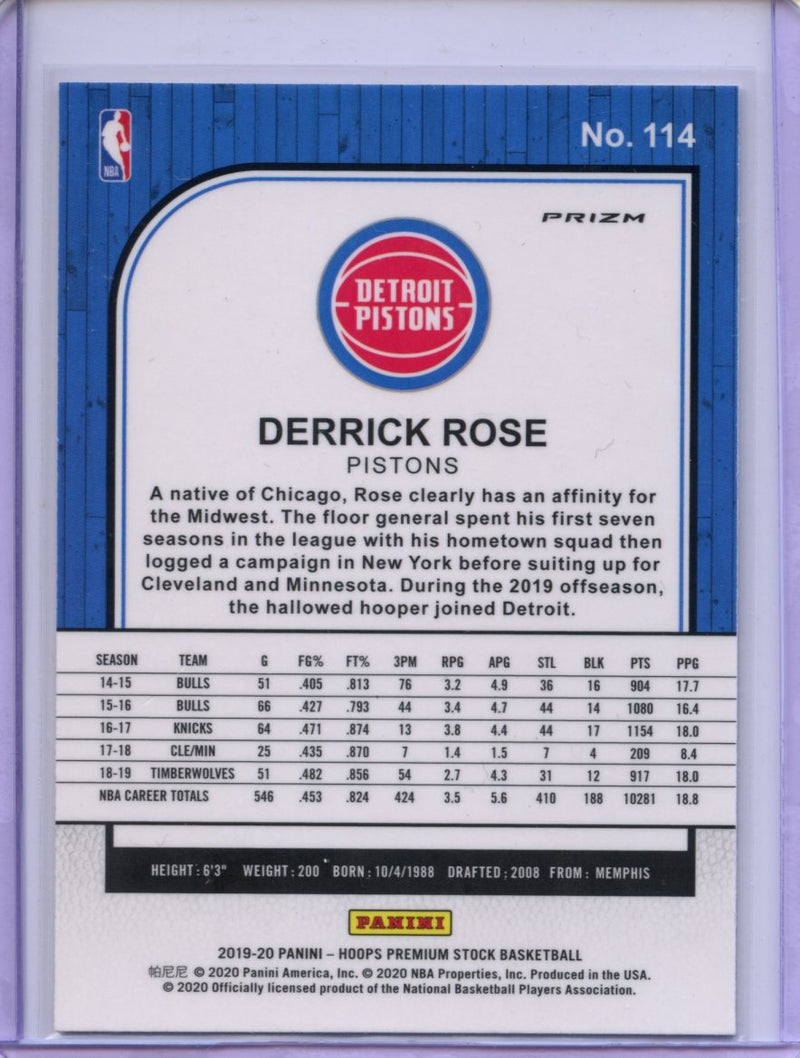 NBA
No. 114
PRIZM
DETROIT
PISTONS
DERRICK ROSE
PISTONS
A native of Chicago, Rose clearly has an affinity for
the Midwest. The floor general spent his first seven
seasons in the league with his hometown squad then
logged a campaign in New York before suiting up for
Cleveland and Minnesota. During the 2019 offseason,
the hallowed hooper joined Detroit.
SEASON TEAM G FG% FT% 3PM RPG APG STL BLK PTS PPG
14-15 BULLS 51 .405 .813 76 3.2 4.9 36 16 904 17.7
15-16 BULLS 66 .427 .793 44 3.4 4.7 44 14 1080 16.4
16-17 KNICKS 64 .471 .874 13 3.8 4.4 44 17 1154 18.0
17-18 CLE/MIN 25 .435 .870 7 1.4 1.5 7 4 209 8.4
18-19 TIMBERWOLVES 51 .482 .856 54 2.7 4.3 31 12 917 18.0
NBA CAREER TOTALS 546 .453 .824 424 3.5 5.6 410 188 10281 18.8
HEIGHT: 6'3" WEIGHT: 200 BORN: 10/4/1988 DRAFTED: 2008 FROM: MEMPHIS
PANINI
2019-20 PANINI – HOOPS PREMIUM STOCK BASKETBALL
帕尼尼 © 2020 Panini America, Inc. © 2020 NBA Properties, Inc. Produced in the USA.
© 2020 Officially licensed product of the National Basketball Players Association.